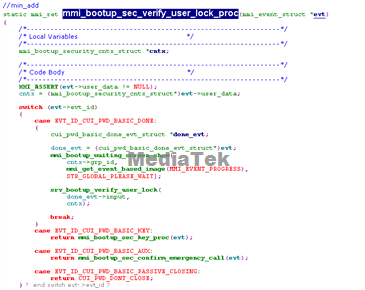 //min_add
static mmi_ret mmi_bootup_sec_verify_user_lock_proc(mmi_event_struct *evt)
{
/*----------------------------------------------------------------*/
/* Local Variables */
/*----------------------------------------------------------------*/
mmi_bootup_security_cntx_struct *cntx;
/*----------------------------------------------------------------*/
/* Code Body */
/*----------------------------------------------------------------*/
MMI_ASSERT(evt->user_data != NULL);
cntx = (mmi_bootup_security_cntx_struct*)evt->user_data;
switch (evt->evt_id)
{
case EVT_ID_CUI_PWD_BASIC_DONE:
{
cui_pwd_basic_done_evt_struct *done_evt;
done_evt = (cui_pwd_basic_done_evt_struct*)evt;
mmi_bootup_waiting_screen_show(
cntx->grp_id,
mmi_get_event_based_image(MMI_EVENT_PROGRESS),
STR_GLOBAL_PLEASE_WAIT);
MediaTek
srv_bootup_verify_user_lock(
done_evt->input,
cntx);
break;
}
case EVT_ID_CUI_PWD_BASIC_KEY:
return mmi_bootup_sec_key_proc(evt);
case EVT_ID_CUI_PWD_BASIC_AUX:
return mmi_bootup_sec_confirm_emergency_call(evt);
case EVT_ID_CUI_PWD_BASIC_PASSIVE_CLOSING:
return CUI_PWD_DONT_CLOSE;
} ? end switch evt->evt_id ?